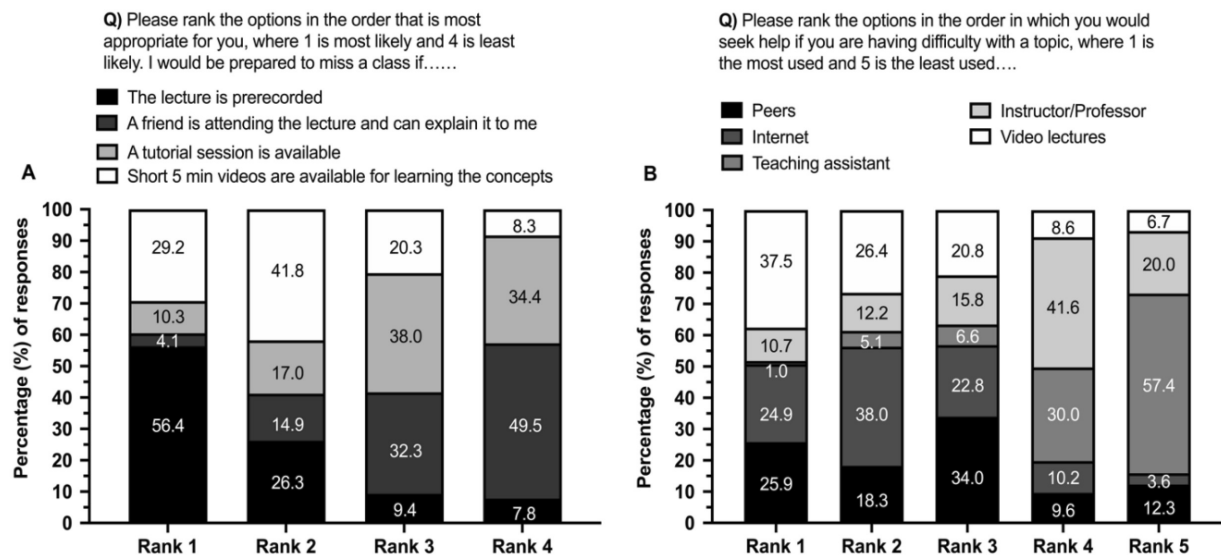 Q) Please rank the options in the order that is most
appropriate for you, where 1 is most likely and 4 is least
likely. I would be prepared to miss a class if……
The lecture is prerecorded
A friend is attending the lecture and can explain it to me
A tutorial session is available
Short 5 min videos are available for learning the concepts
A
Percentage (%) of responses
100
90
80
70
60
50
40
30
20
10
0
29.2
10.3
4.1
56.4
41.8
17.0
14.9
26.3
20.3
38.0
32.3
9.4
8.3
34.4
49.5
7.8
Rank 1
Rank 2
Rank 3
Rank 4
Q) Please rank the options in the order in which you would
seek help if you are having difficulty with a topic, where 1 is
the most used and 5 is the least used….
Peers
Internet
Teaching assistant
Instructor/Professor
Video lectures
B
Percentage (%) of responses
100
90
80
70
60
50
40
30
20
10
0
37.5
10.7
1.0
24.9
25.9
26.4
12.2
5.1
38.0
18.3
20.8
15.8
6.6
22.8
34.0
8.6
41.6
30.0
10.2
9.6
6.7
20.0
57.4
3.6
12.3
Rank 1
Rank 2
Rank 3
Rank 4
Rank 5